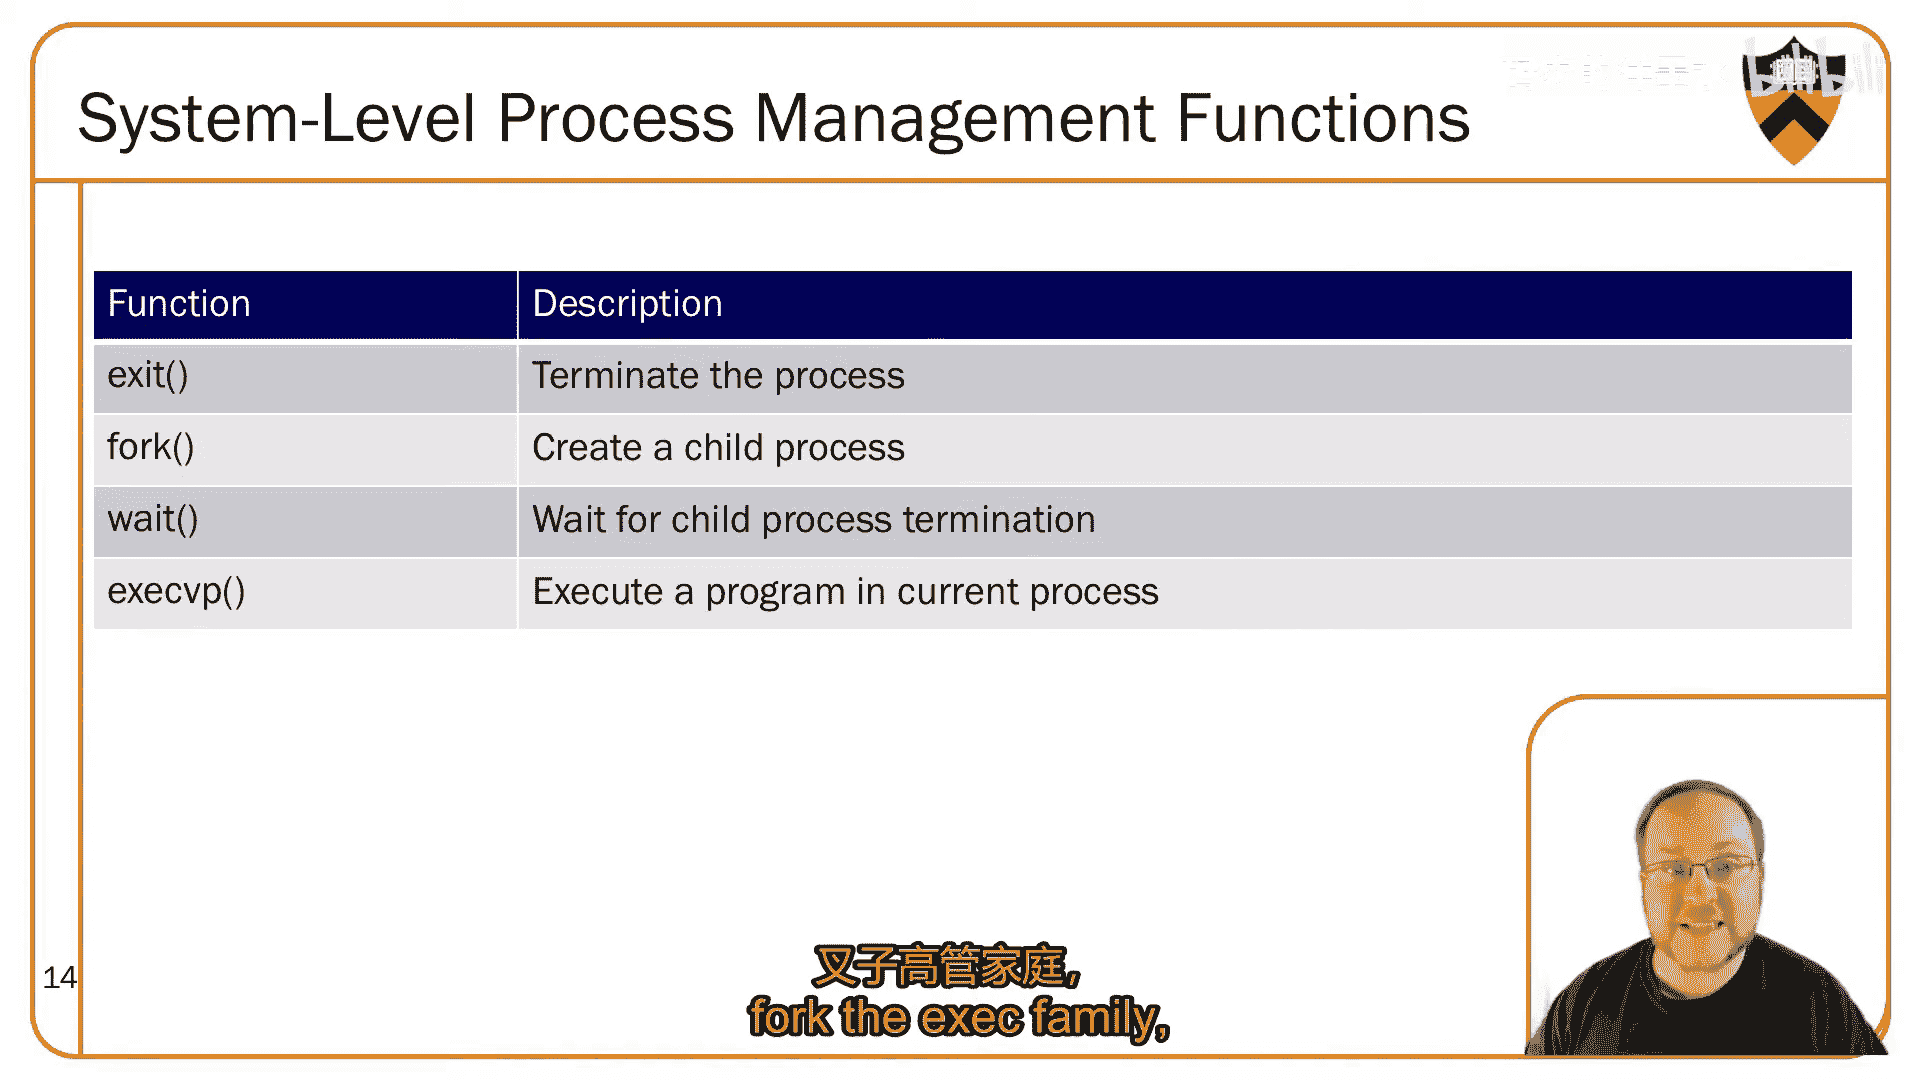 System-Level Process Management Functions
bilibili
Function Description
exit() Terminate the process
fork() Create a child process
wait() Wait for child process termination
execvp() Execute a program in current process
14
叉子高管家庭,
fork the exec family,